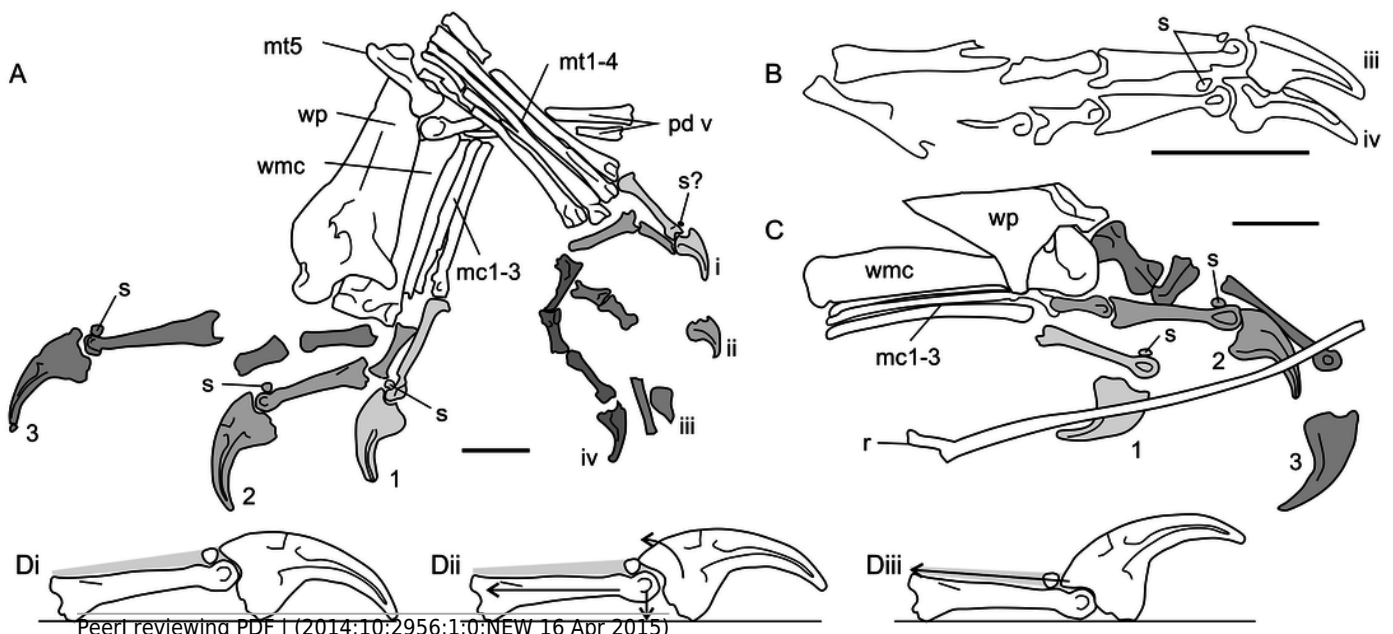 A
mt5
mt1-4
wp
pd v
wmc
s?
mc1-3
i
s
ii
s
s
iii
3
iv
1
2
B
s
iii
iv
C
wp
wmc
s
mc1-3
s
2
r
1
3
Di
Dii
Diii
PeerJ reviewing PDF | (2014:10:2956:1:0:NEW 16 Apr 2015)